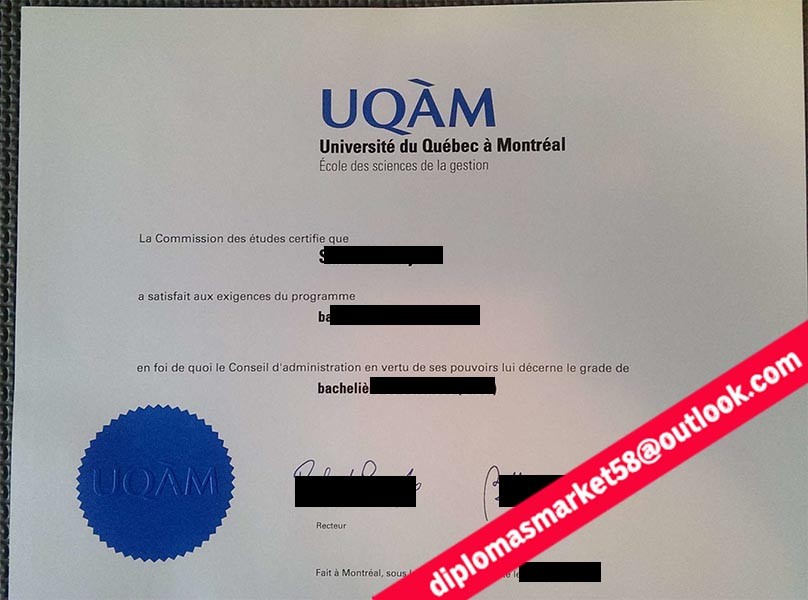 UQÀM
Université du Québec à Montréal
École des sciences de la gestion
La Commission des études certifie que
a satisfait aux exigences du programme
en foi de quoi le Conseil d'administration en vertu de ses pouvoirs lui décerne le grade de
UQÀM
Recteur
Fait à Montréal, sous
diplomasmarket58@outlook.com